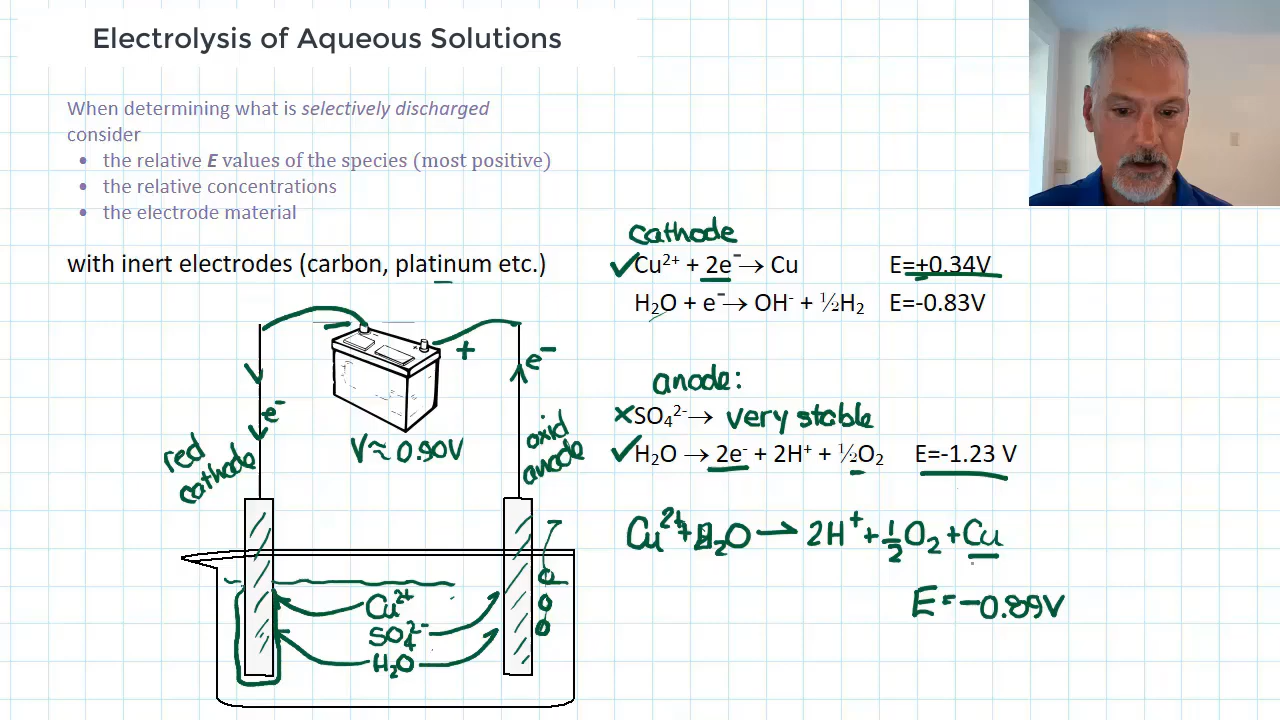 Electrolysis of Aqueous Solutions
When determining what is selectively discharged
consider
• the relative E values of the species (most positive)
• the relative concentrations
• the electrode material
with inert electrodes (carbon, platinum etc.)
cathode
✓Cu²⁺ + 2e⁻→ Cu E=+0.34V
H₂O + e⁻→ OH⁻ + ½H₂ E=-0.83V
anode:
×SO₄²⁻→ very stable
✓H₂O → 2e⁻ + 2H⁺ + ½O₂ E=-1.23 V
Cu²⁺+H₂O → 2H⁺+½O₂+Cu
E=-0.89V
- +
e⁻
e⁻
V≈0.90V
red
cathode
oxid
anode
Cu²⁺
SO₄²⁻
H₂O